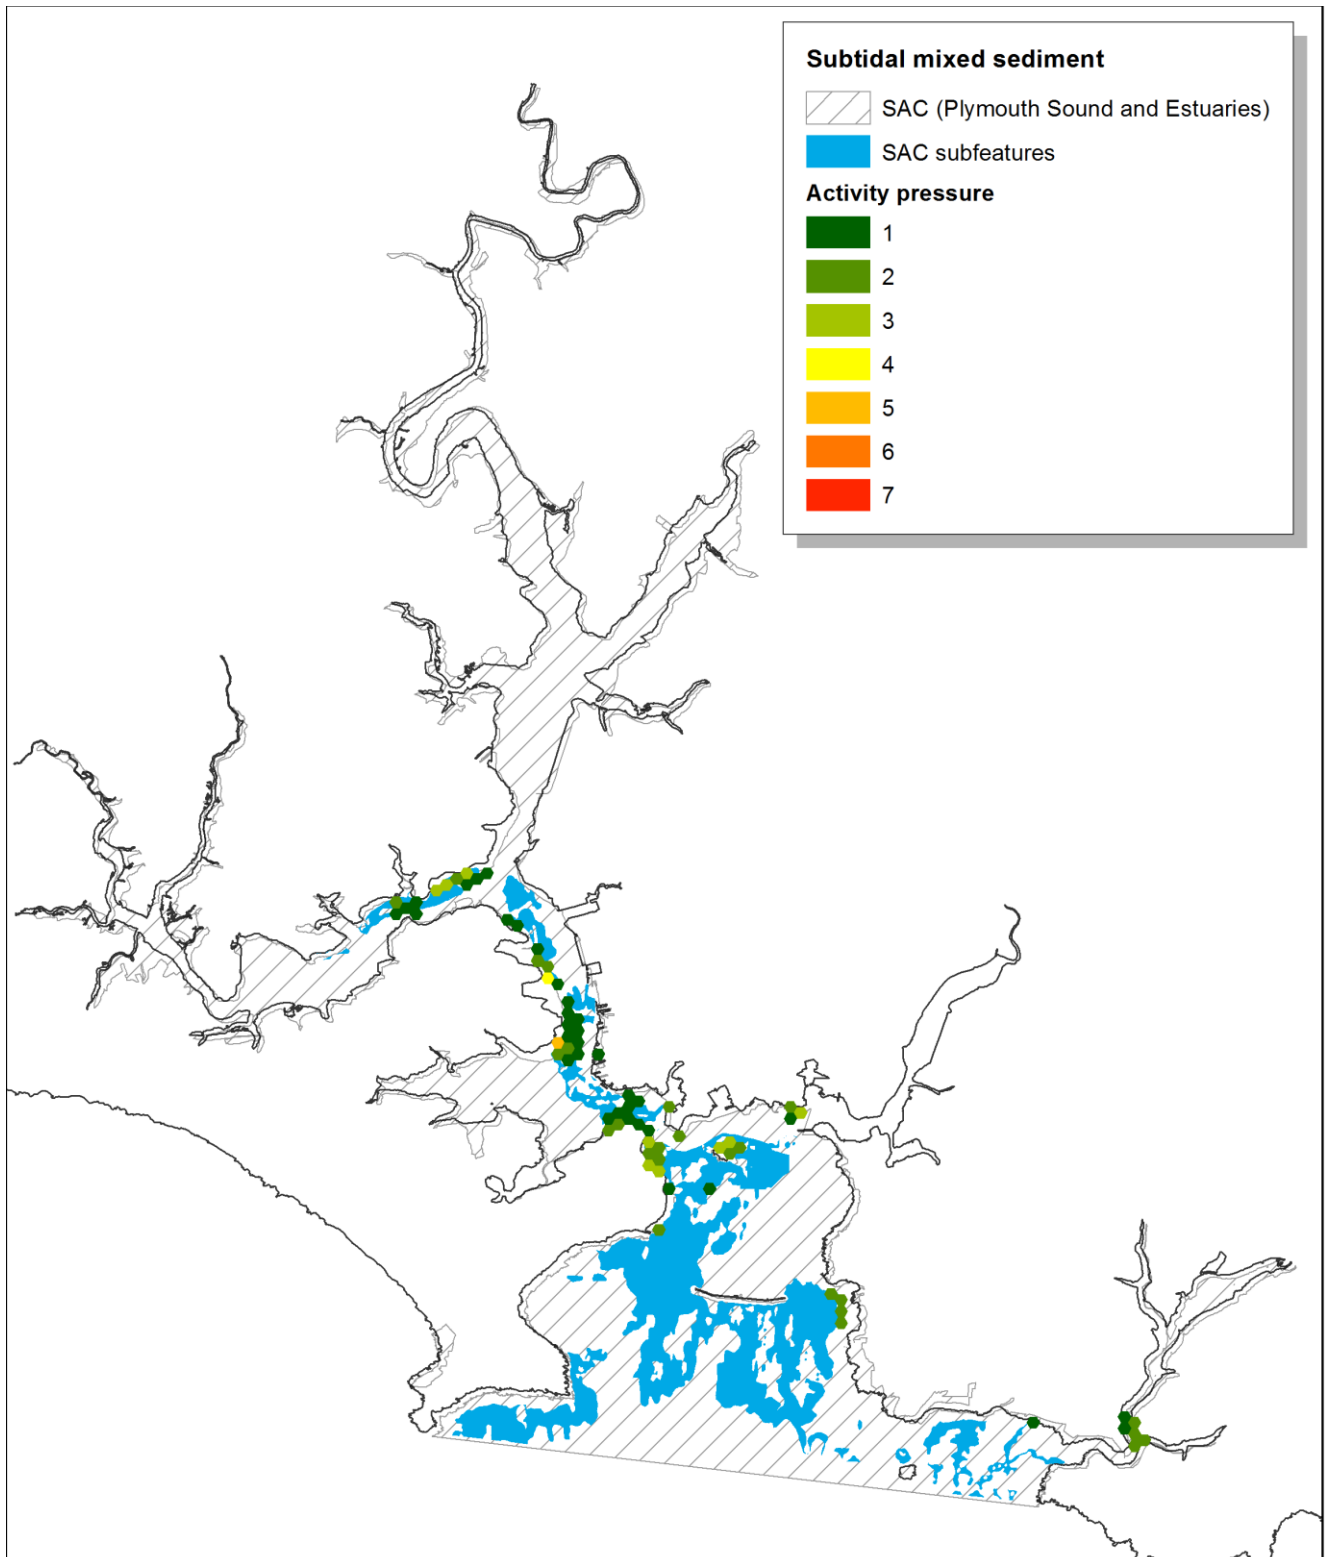 Subtidal mixed sediment
SAC (Plymouth Sound and Estuaries)
SAC subfeatures
Activity pressure
1
2
3
4
5
6
7